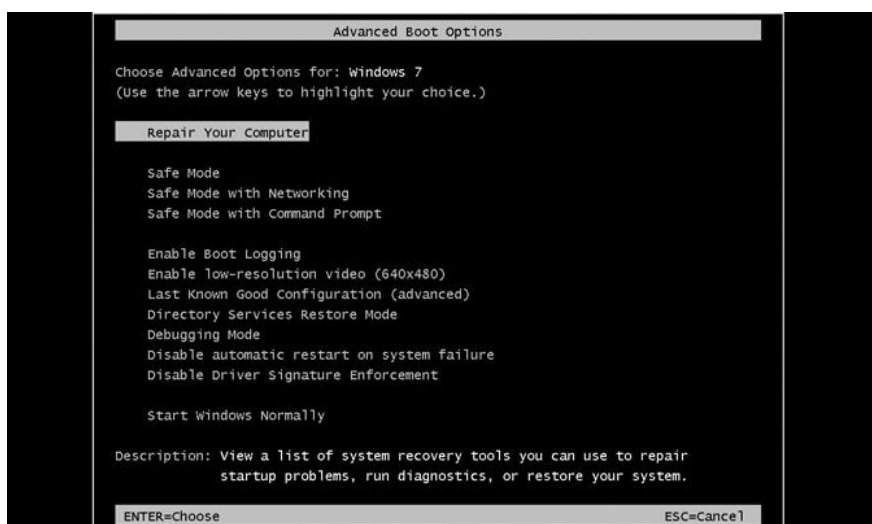 Advanced Boot Options
Choose Advanced Options for: Windows 7
(Use the arrow keys to highlight your choice.)
Repair Your Computer
Safe Mode
Safe Mode with Networking
Safe Mode with Command Prompt
Enable Boot Logging
Enable low-resolution video (640x480)
Last Known Good Configuration (advanced)
Directory Services Restore Mode
Debugging Mode
Disable automatic restart on system failure
Disable Driver Signature Enforcement
Start Windows Normally
Description: View a list of system recovery tools you can use to repair
startup problems, run diagnostics, or restore your system.
ENTER=Choose ESC=Cancel